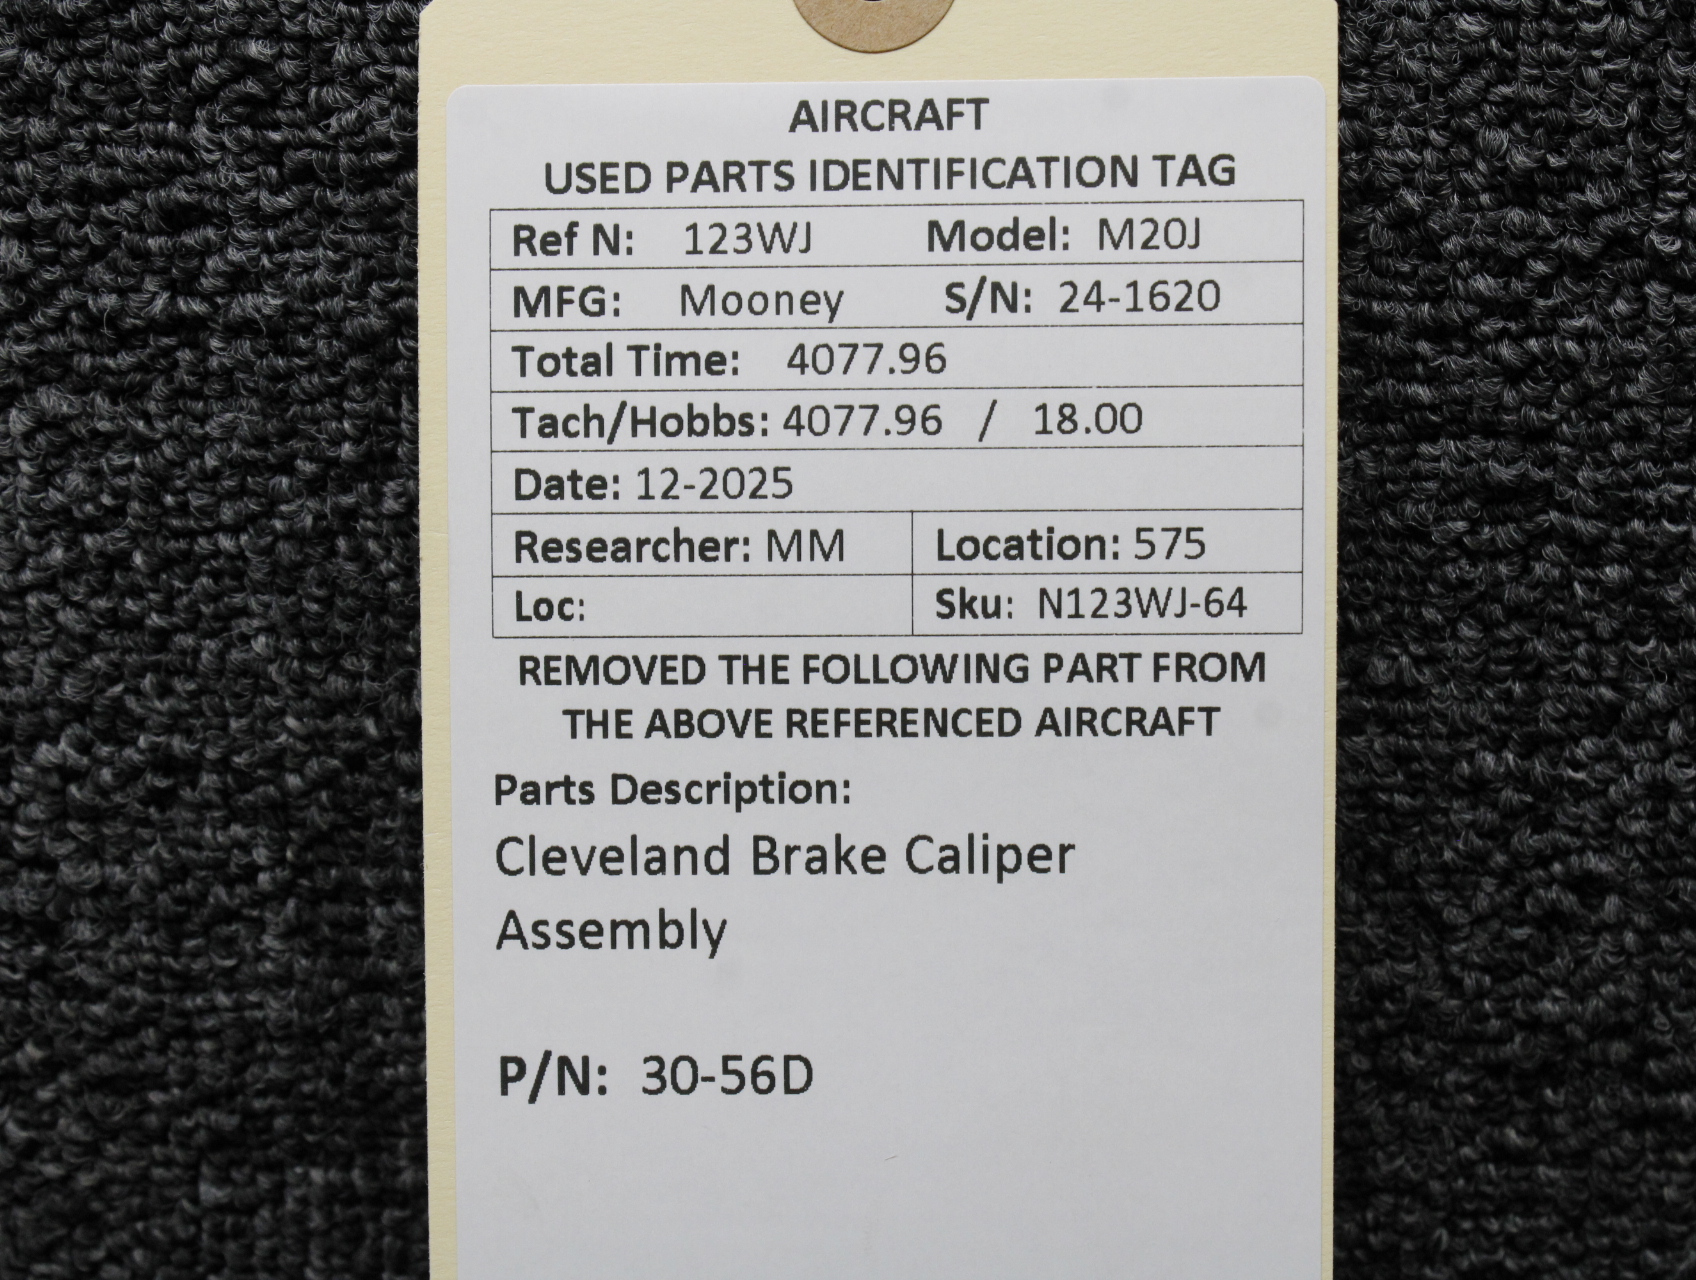 AIRCRAFT
USED PARTS IDENTIFICATION TAG
Ref N: 123WJ Model: M20J
MFG: Mooney S/N: 24-1620
Total Time: 4077.96
Tach/Hobbs: 4077.96 / 18.00
Date: 12-2025
Researcher: MM Location: 575
Loc: Sku: N123WJ-64
REMOVED THE FOLLOWING PART FROM
THE ABOVE REFERENCED AIRCRAFT
Parts Description:
Cleveland Brake Caliper
Assembly
P/N: 30-56D